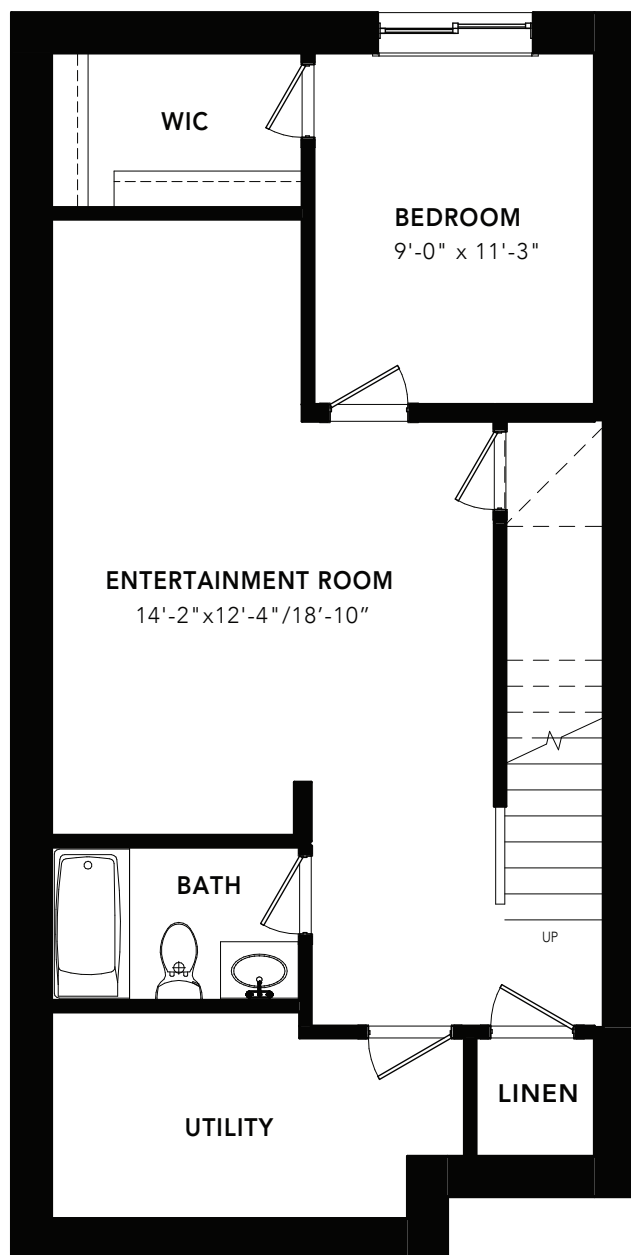 WIC
BEDROOM
9'-0" x 11'-3"
ENTERTAINMENT ROOM
14'-2"x12'-4"/18’-10”
BATH
UP
LINEN
UTILITY